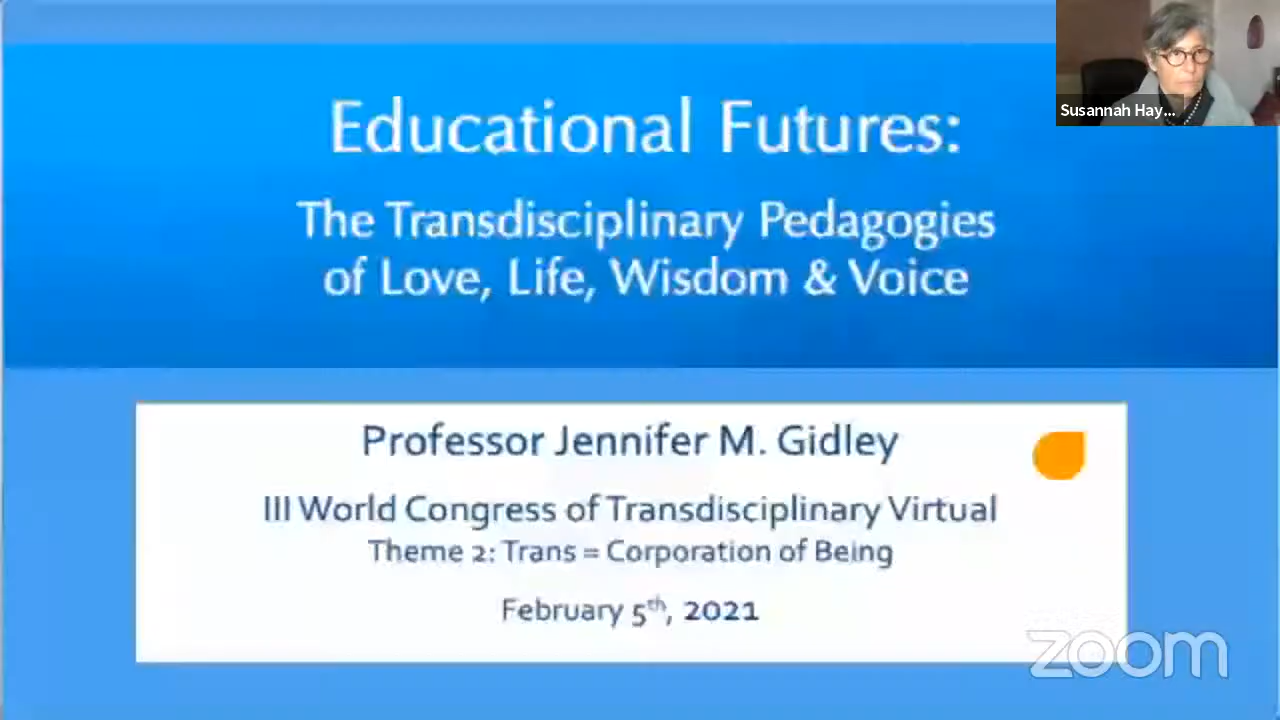 Educational Futures:
The Transdisciplinary Pedagogies
of Love, Life, Wisdom & Voice
Susannah Hay...
Professor Jennifer M. Gidley
III World Congress of Transdisciplinary Virtual
Theme 2: Trans = Corporation of Being
February 5th, 2021
zoom